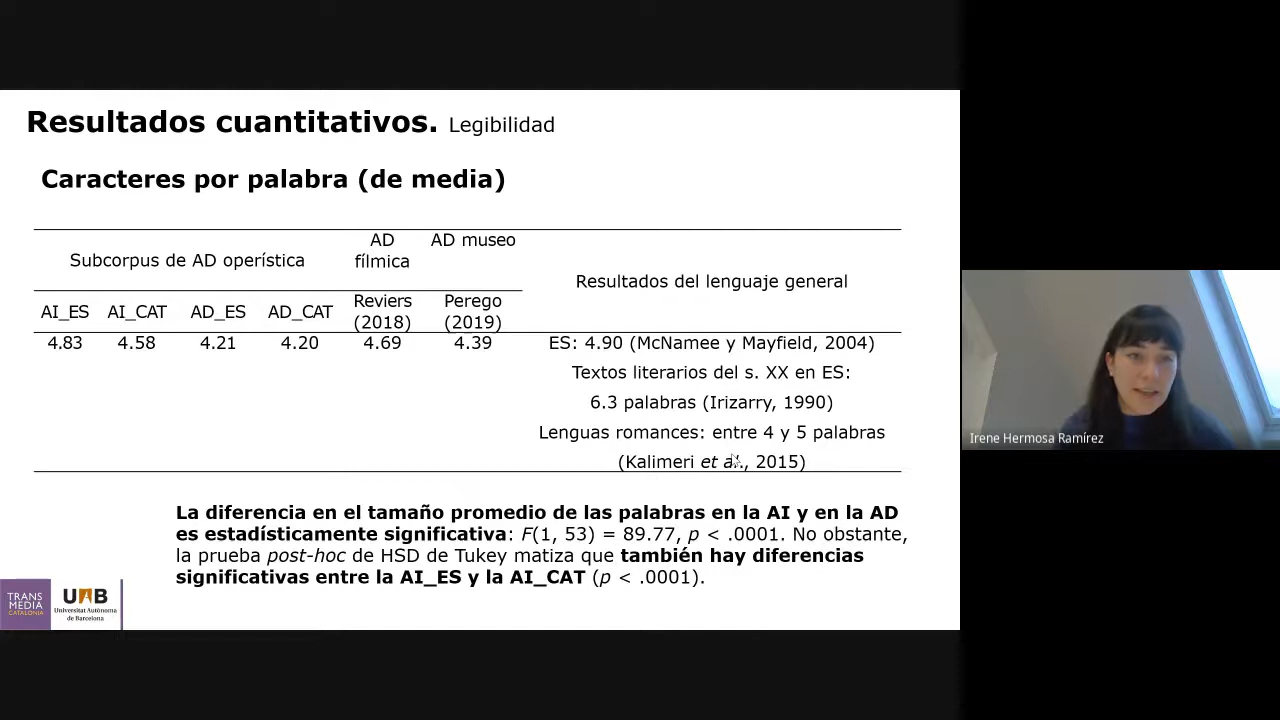 Resultados cuantitativos. Legibilidad
Caracteres por palabra (de media)
Subcorpus de AD operística
AD
fílmica
AD museo
Resultados del lenguaje general
AI_ES AI_CAT AD_ES AD_CAT
Reviers
(2018)
Perego
(2019)
4.83 4.58 4.21 4.20 4.69 4.39
ES: 4.90 (McNamee y Mayfield, 2004)
Textos literarios del s. XX en ES:
6.3 palabras (Irizarry, 1990)
Lenguas romances: entre 4 y 5 palabras
(Kalimeri et al., 2015)
La diferencia en el tamaño promedio de las palabras en la AI y en la AD
es estadísticamente significativa: F(1, 53) = 89.77, p < .0001. No obstante,
la prueba post-hoc de HSD de Tukey matiza que también hay diferencias
significativas entre la AI_ES y la AI_CAT (p < .0001).
TRANS
MEDIA
CATALONIA
UAB
Universitat Autònoma
de Barcelona
Irene Hermosa Ramírez